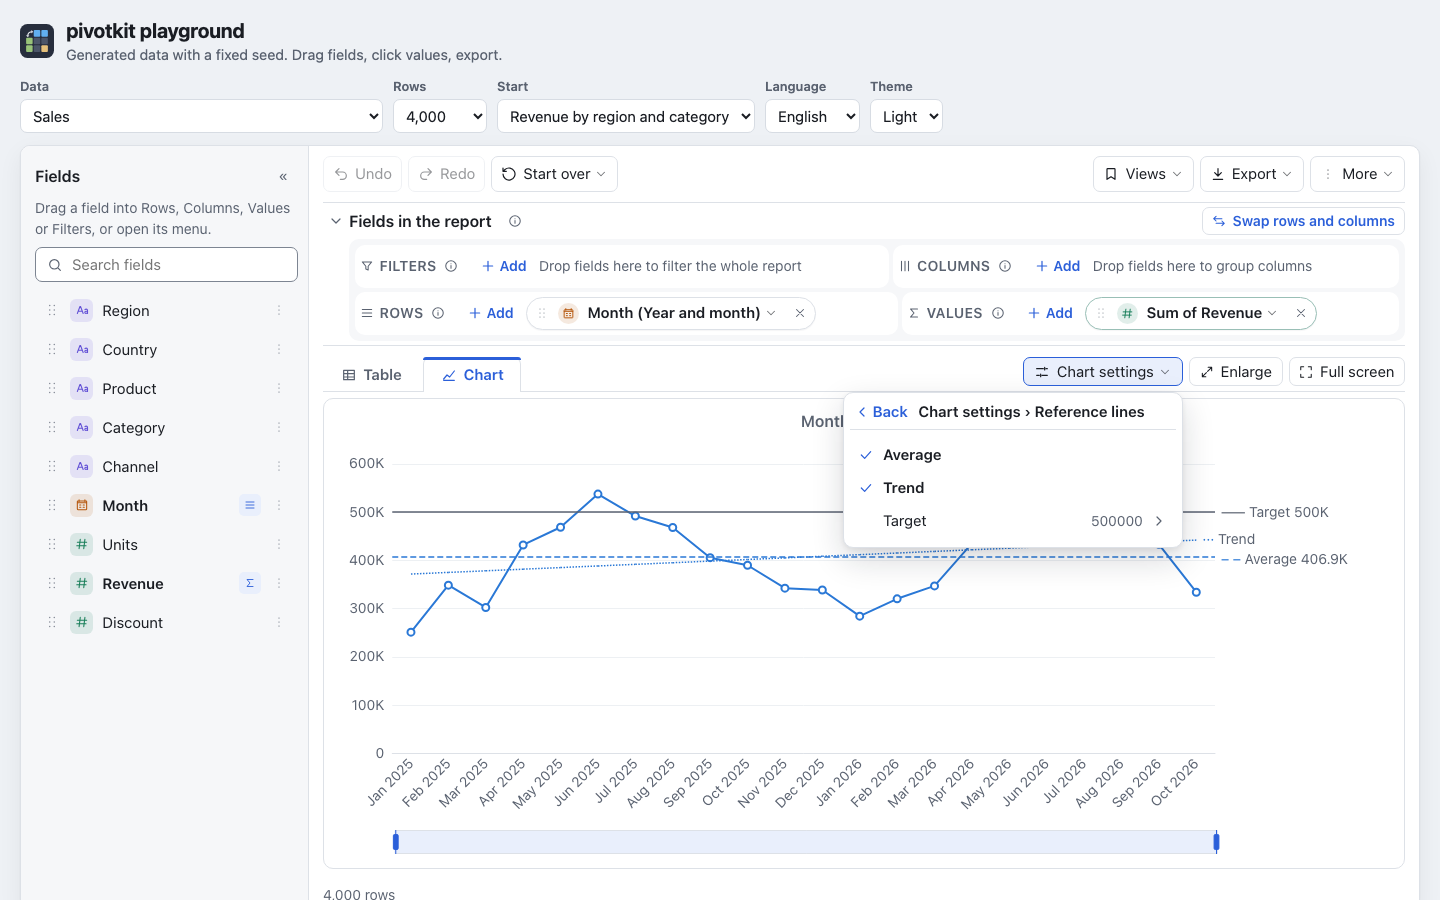 pivotkit playground
Generated data with a fixed seed. Drag fields, click values, export.
Data
Rows
Start
Language
Theme
Sales
4,000
Revenue by region and category
English
Light
Fields
«
Drag a field into Rows, Columns, Values
or Filters, or open its menu.
Search fields
Aa Region
Aa Country
Aa Product
Aa Category
Aa Channel
Month
# Units
# Revenue Σ
# Discount
Undo
Redo
Start over
Views
Export
More
Fields in the report
Swap rows and columns
FILTERS
+ Add
Drop fields here to filter the whole report
COLUMNS
+ Add
Drop fields here to group columns
ROWS
+ Add
Month (Year and month)
Σ VALUES
+ Add
# Sum of Revenue
Table
Chart
Chart settings
Enlarge
Full screen
Back
Chart settings › Reference lines
Average
Trend
Target
500000
600K
500K
400K
300K
200K
100K
0
Target 500K
Trend
Average 406.9K
Jan 2025
Feb 2025
Mar 2025
Apr 2025
May 2025
Jun 2025
Jul 2025
Aug 2025
Sep 2025
Oct 2025
Nov 2025
Dec 2025
Jan 2026
Feb 2026
Mar 2026
Apr 2026
May 2026
Jun 2026
Jul 2026
Aug 2026
Sep 2026
Oct 2026
4,000 rows